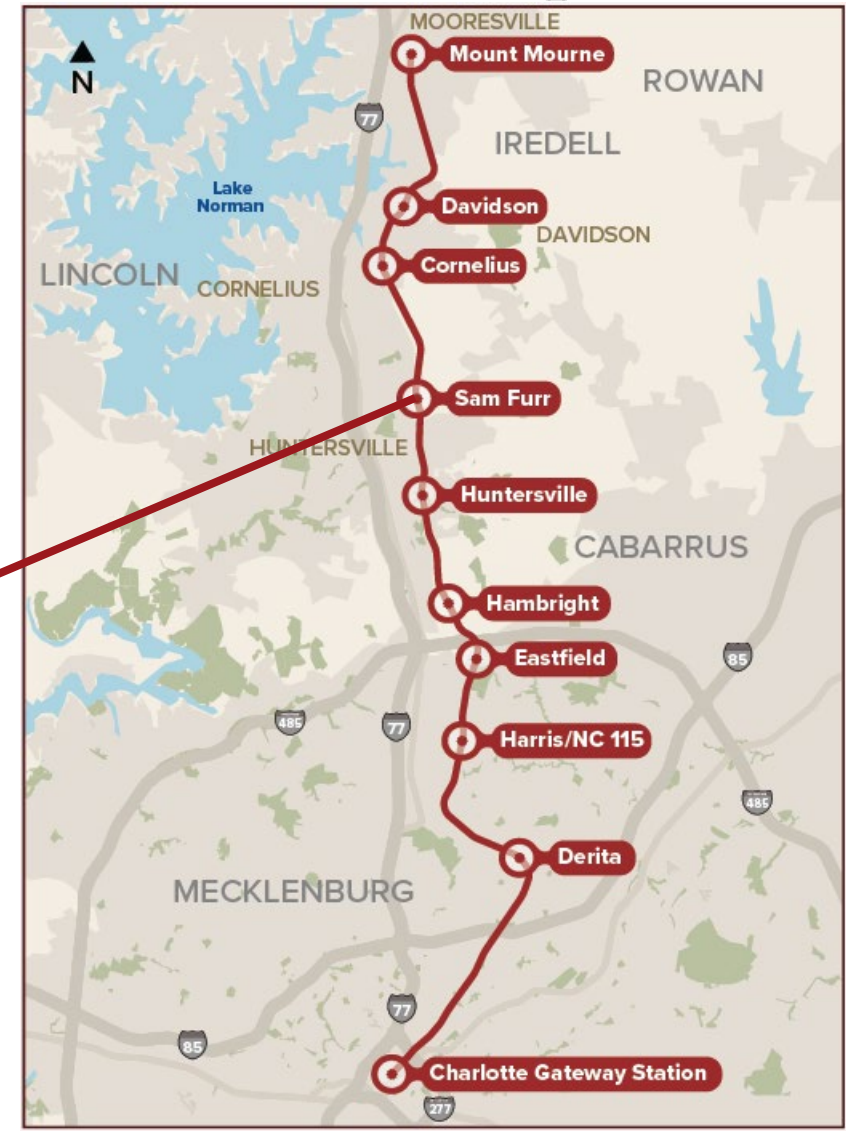 MOORESVILLE
Mount Mourne
N
ROWAN
77
IREDELL
Lake
Norman
Davidson
DAVIDSON
Cornelius
LINCOLN
CORNELIUS
Sam Furr
HUNTERSVILLE
Huntersville
CABARRUS
Hambright
Eastfield
85
485
77
Harris/NC 115
485
Derita
MECKLENBURG
77
85
Charlotte Gateway Station
277